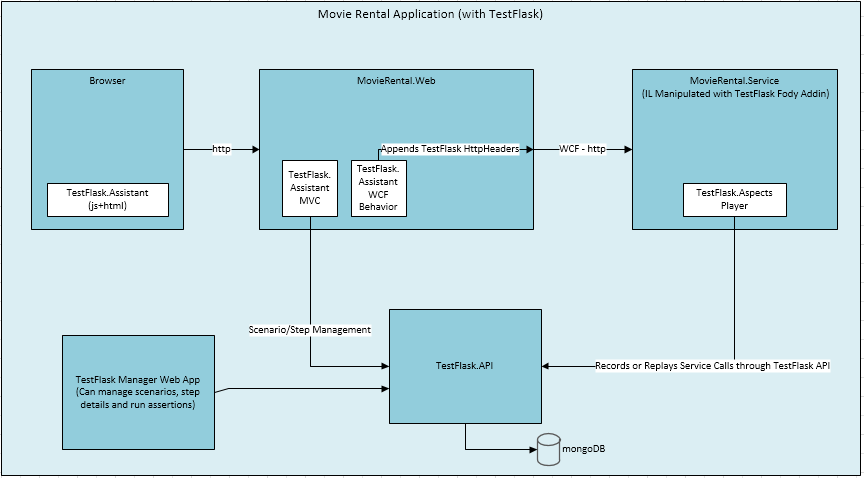 Movie Rental Application (with TestFlask)
Browser
TestFlask.Assistant
(js+html)
http
MovieRental.Web
TestFlask.
Assistant
MVC
Appends TestFlask HttpHeaders
TestFlask.
Assistant
WCF
Behavior
WCF - http
MovieRental.Service
(IL Manipulated with TestFlask Fody Addin)
TestFlask.Aspects
Player
Scenario/Step Management
TestFlask Manager Web App
(Can manage scenarios, step
details and run assertions)
TestFlask.API
Records or Replays Service Calls through TestFlask API
mongoDB